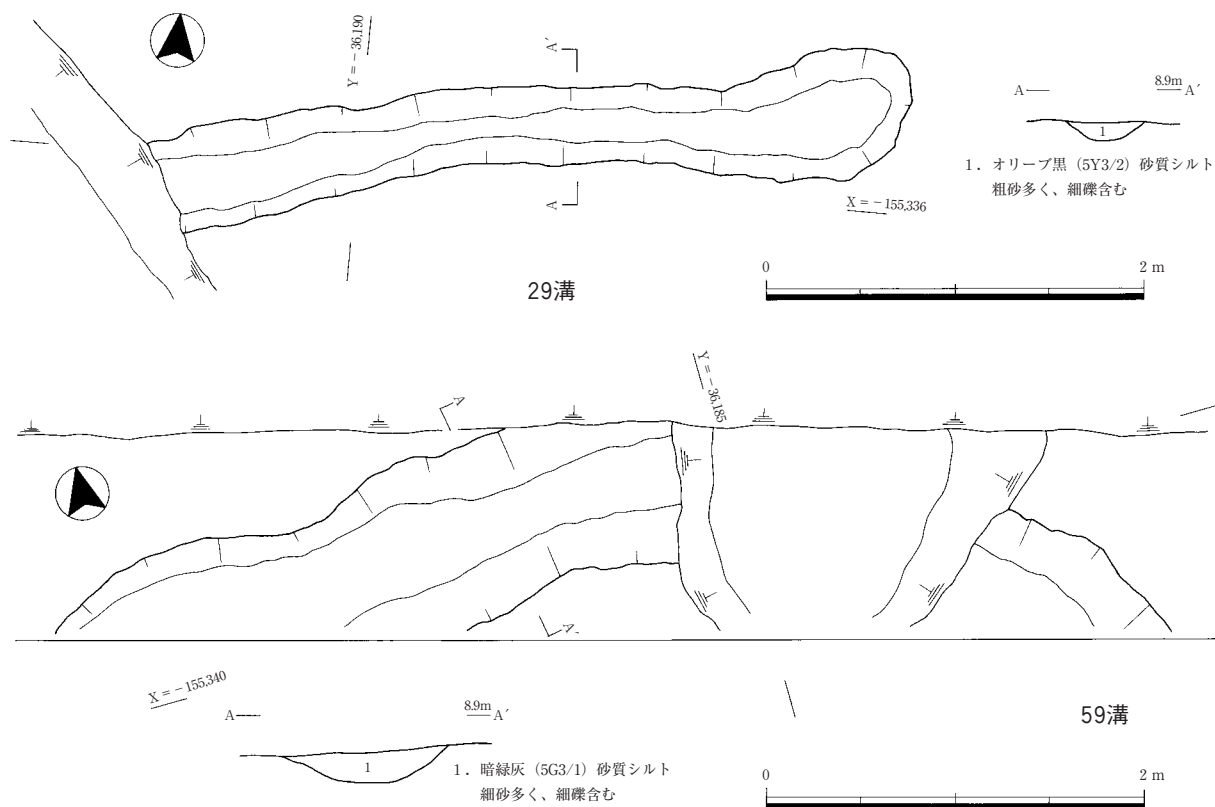 Y＝－36,190
A′
A
X＝－155,336
8.9m
A
A′
1
1．オリーブ黒（5Y3/2）砂質シルト
粗砂多く、細礫含む
29溝
0
2 m
A
Y＝－36,185
A′
X＝－155,340
8.9m
A
A′
1
1．暗緑灰（5G3/1）砂質シルト
細砂多く、細礫含む
59溝
0
2 m